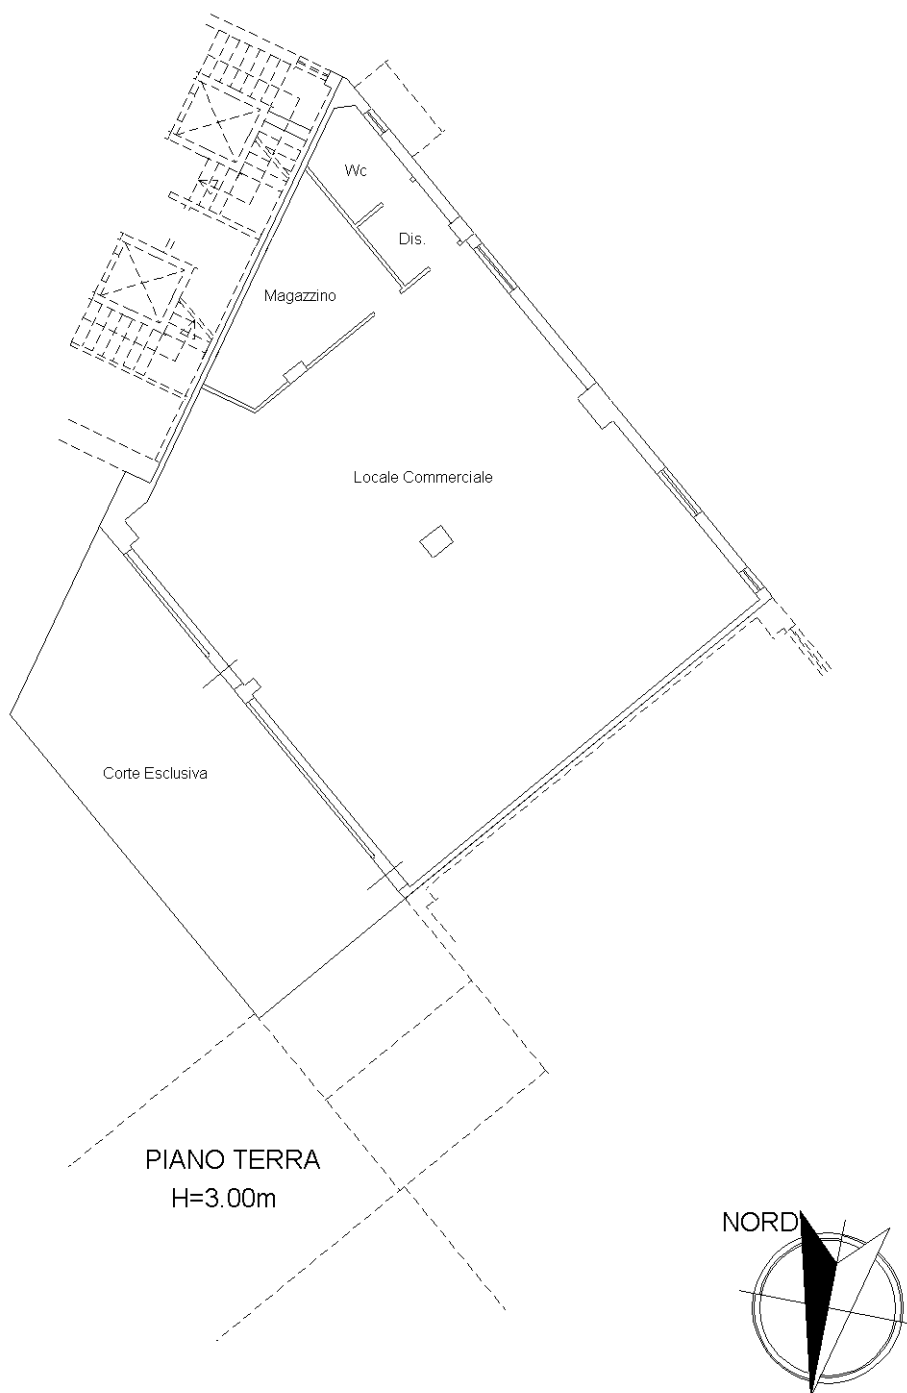 Wc
Dis.
Magazzino
Locale Commerciale
Corte Esclusiva
PIANO TERRA
H=3.00m
NORD